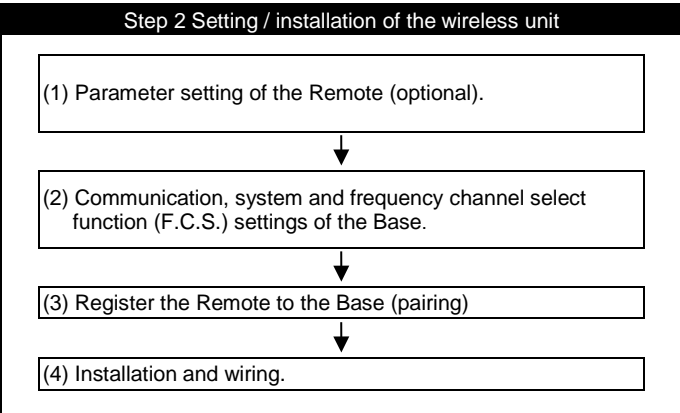 Step 2 Setting / installation of the wireless unit
(1) Parameter setting of the Remote (optional).
(2) Communication, system and frequency channel select
function (F.C.S.) settings of the Base.
(3) Register the Remote to the Base (pairing)
(4) Installation and wiring.